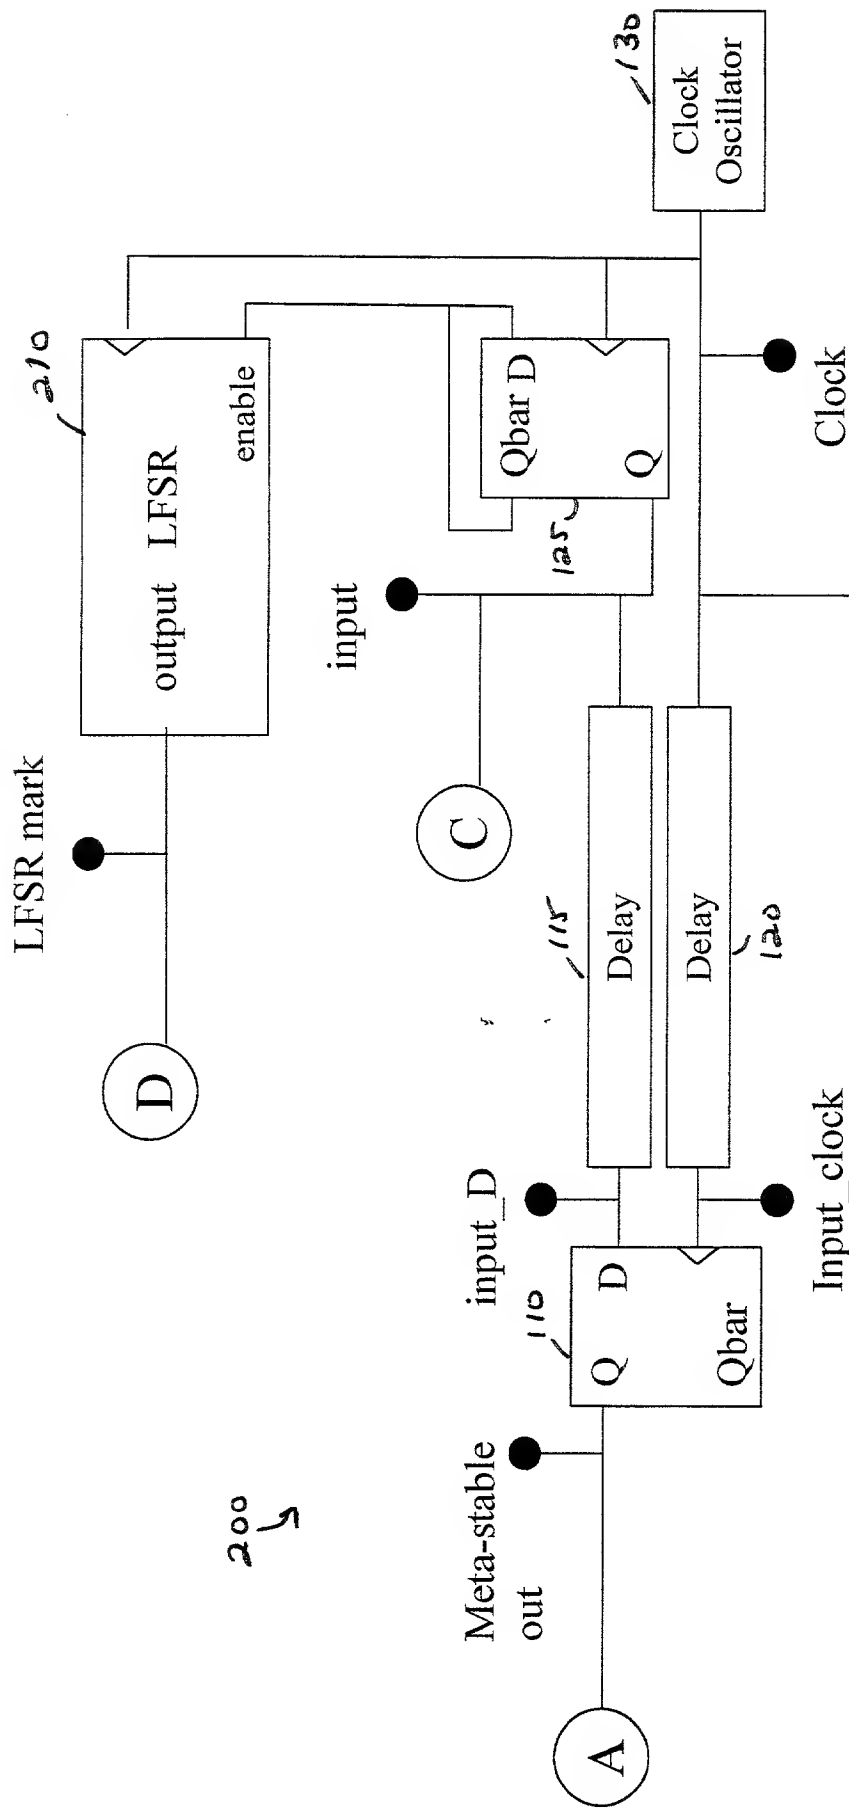 LFSR mark
210
output LFSR
enable
D
200
input
C
Meta-stable
out
input_D
110
Q D
Qbar
115
Delay
Qbar D
Q
125
A
130
Clock
Oscillator
Delay
120
Input_clock
Clock